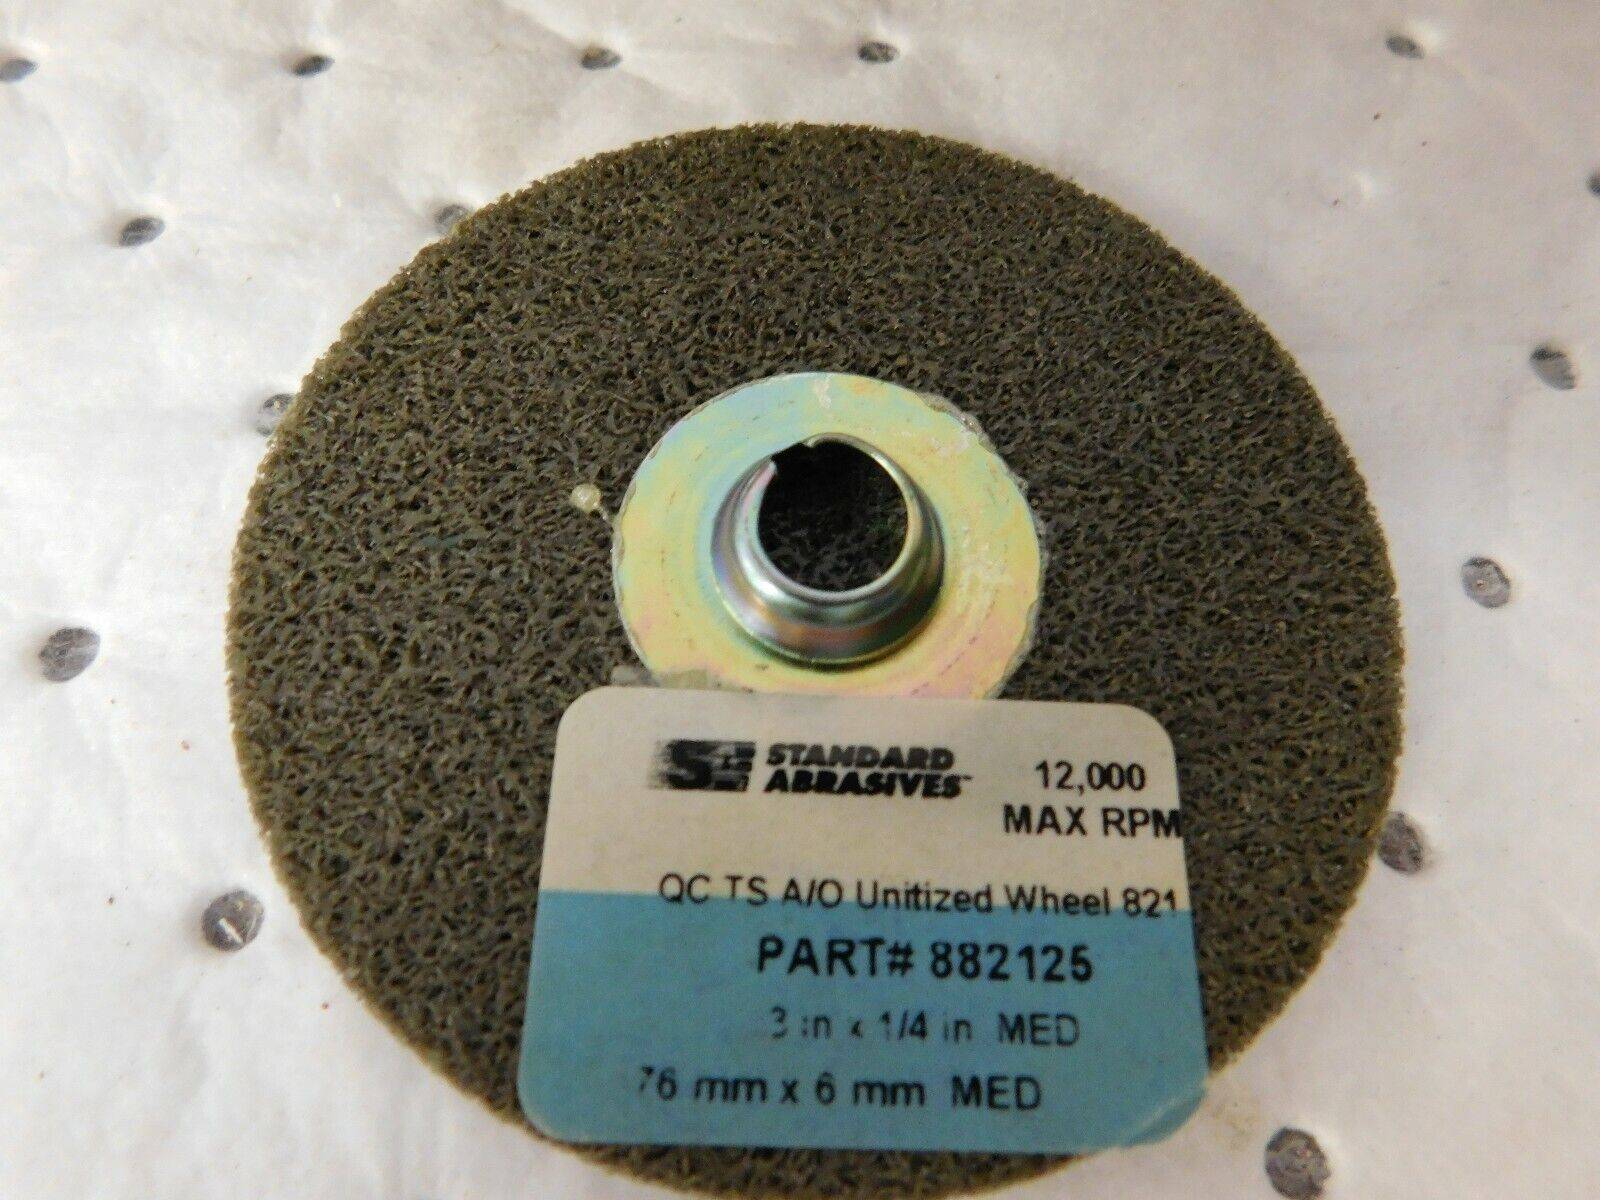 STANDARD
ABRASIVES™
12,000
MAX RPM
QC TS A/O Unitized Wheel 821
PART# 882125
3 in x 1/4 in MED
76 mm x 6 mm MED